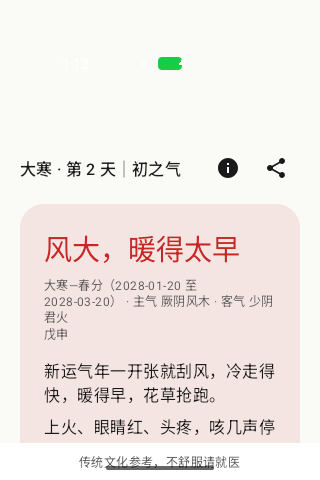 大寒 · 第 2 天｜初之气
风大，暖得太早
大寒—春分（2028-01-20 至
2028-03-20） · 主气 厥阴风木 · 客气 少阴
君火
戊申
新运气年一开张就刮风，冷走得
快，暖得早，花草抢跑。
上火、眼睛红、头疼，咳几声停
传统文化参考，不舒服请就医